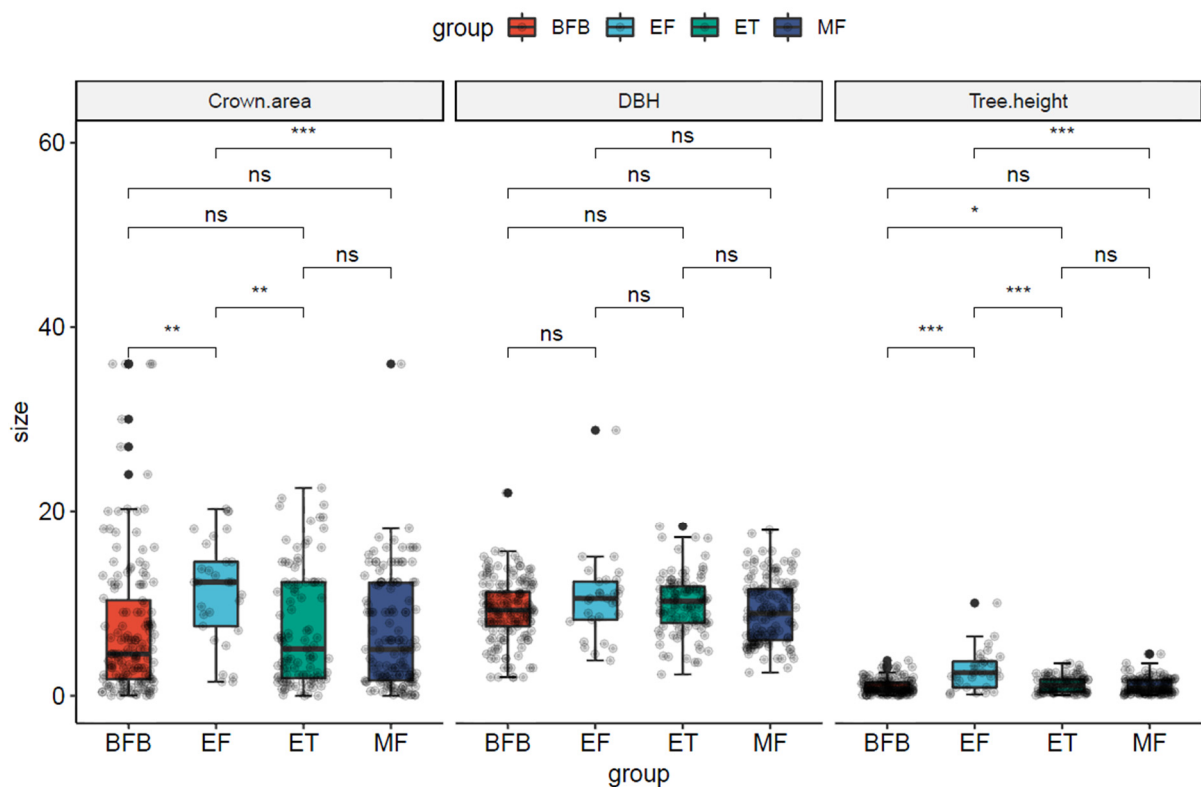 group BFB EF ET MF
Crown.area DBH Tree.height
60
*** ns ***
ns ns ns
ns ns *
ns ns ns
** ns ***
40
** ns ***
size
20
0
BFB EF ET MF BFB EF ET MF BFB EF ET MF
group